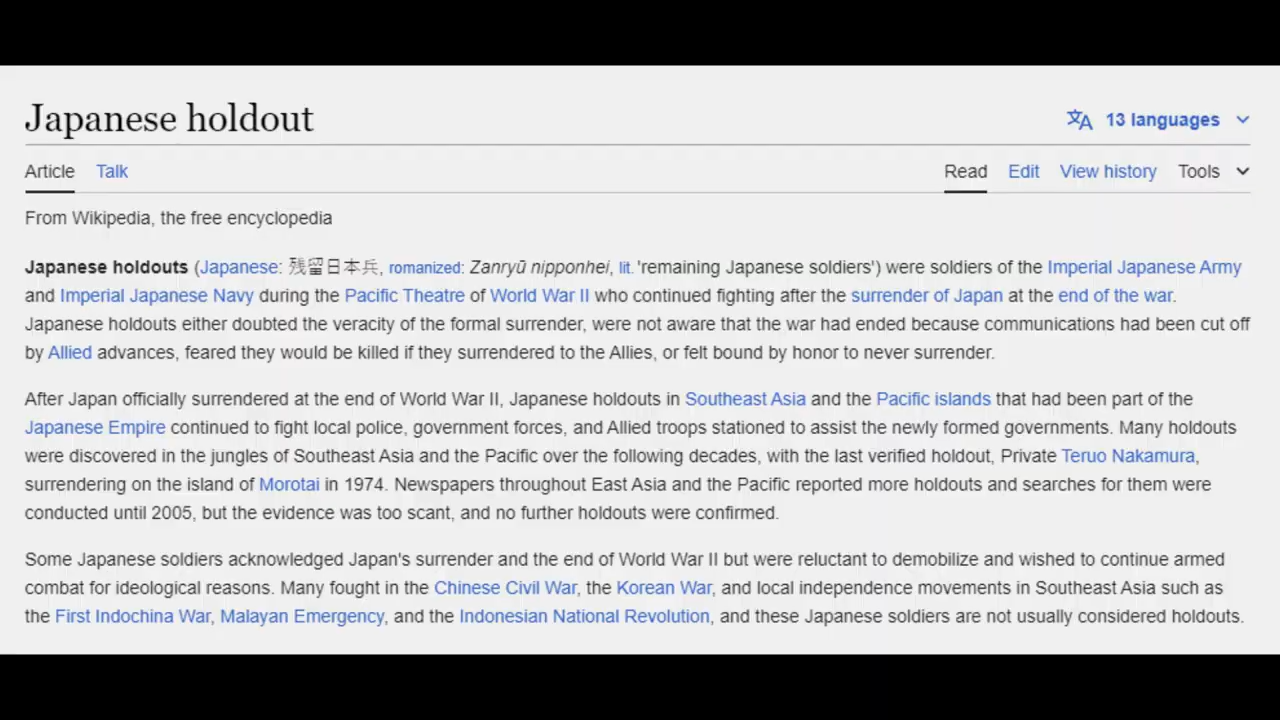 Japanese holdout
13 languages
Article Talk Read Edit View history Tools
From Wikipedia, the free encyclopedia
Japanese holdouts (Japanese: 残留日本兵, romanized: Zanryū nipponhei, lit. 'remaining Japanese soldiers') were soldiers of the Imperial Japanese Army
and Imperial Japanese Navy during the Pacific Theatre of World War II who continued fighting after the surrender of Japan at the end of the war.
Japanese holdouts either doubted the veracity of the formal surrender, were not aware that the war had ended because communications had been cut off
by Allied advances, feared they would be killed if they surrendered to the Allies, or felt bound by honor to never surrender.
After Japan officially surrendered at the end of World War II, Japanese holdouts in Southeast Asia and the Pacific islands that had been part of the
Japanese Empire continued to fight local police, government forces, and Allied troops stationed to assist the newly formed governments. Many holdouts
were discovered in the jungles of Southeast Asia and the Pacific over the following decades, with the last verified holdout, Private Teruo Nakamura,
surrendering on the island of Morotai in 1974. Newspapers throughout East Asia and the Pacific reported more holdouts and searches for them were
conducted until 2005, but the evidence was too scant, and no further holdouts were confirmed.
Some Japanese soldiers acknowledged Japan's surrender and the end of World War II but were reluctant to demobilize and wished to continue armed
combat for ideological reasons. Many fought in the Chinese Civil War, the Korean War, and local independence movements in Southeast Asia such as
the First Indochina War, Malayan Emergency, and the Indonesian National Revolution, and these Japanese soldiers are not usually considered holdouts.